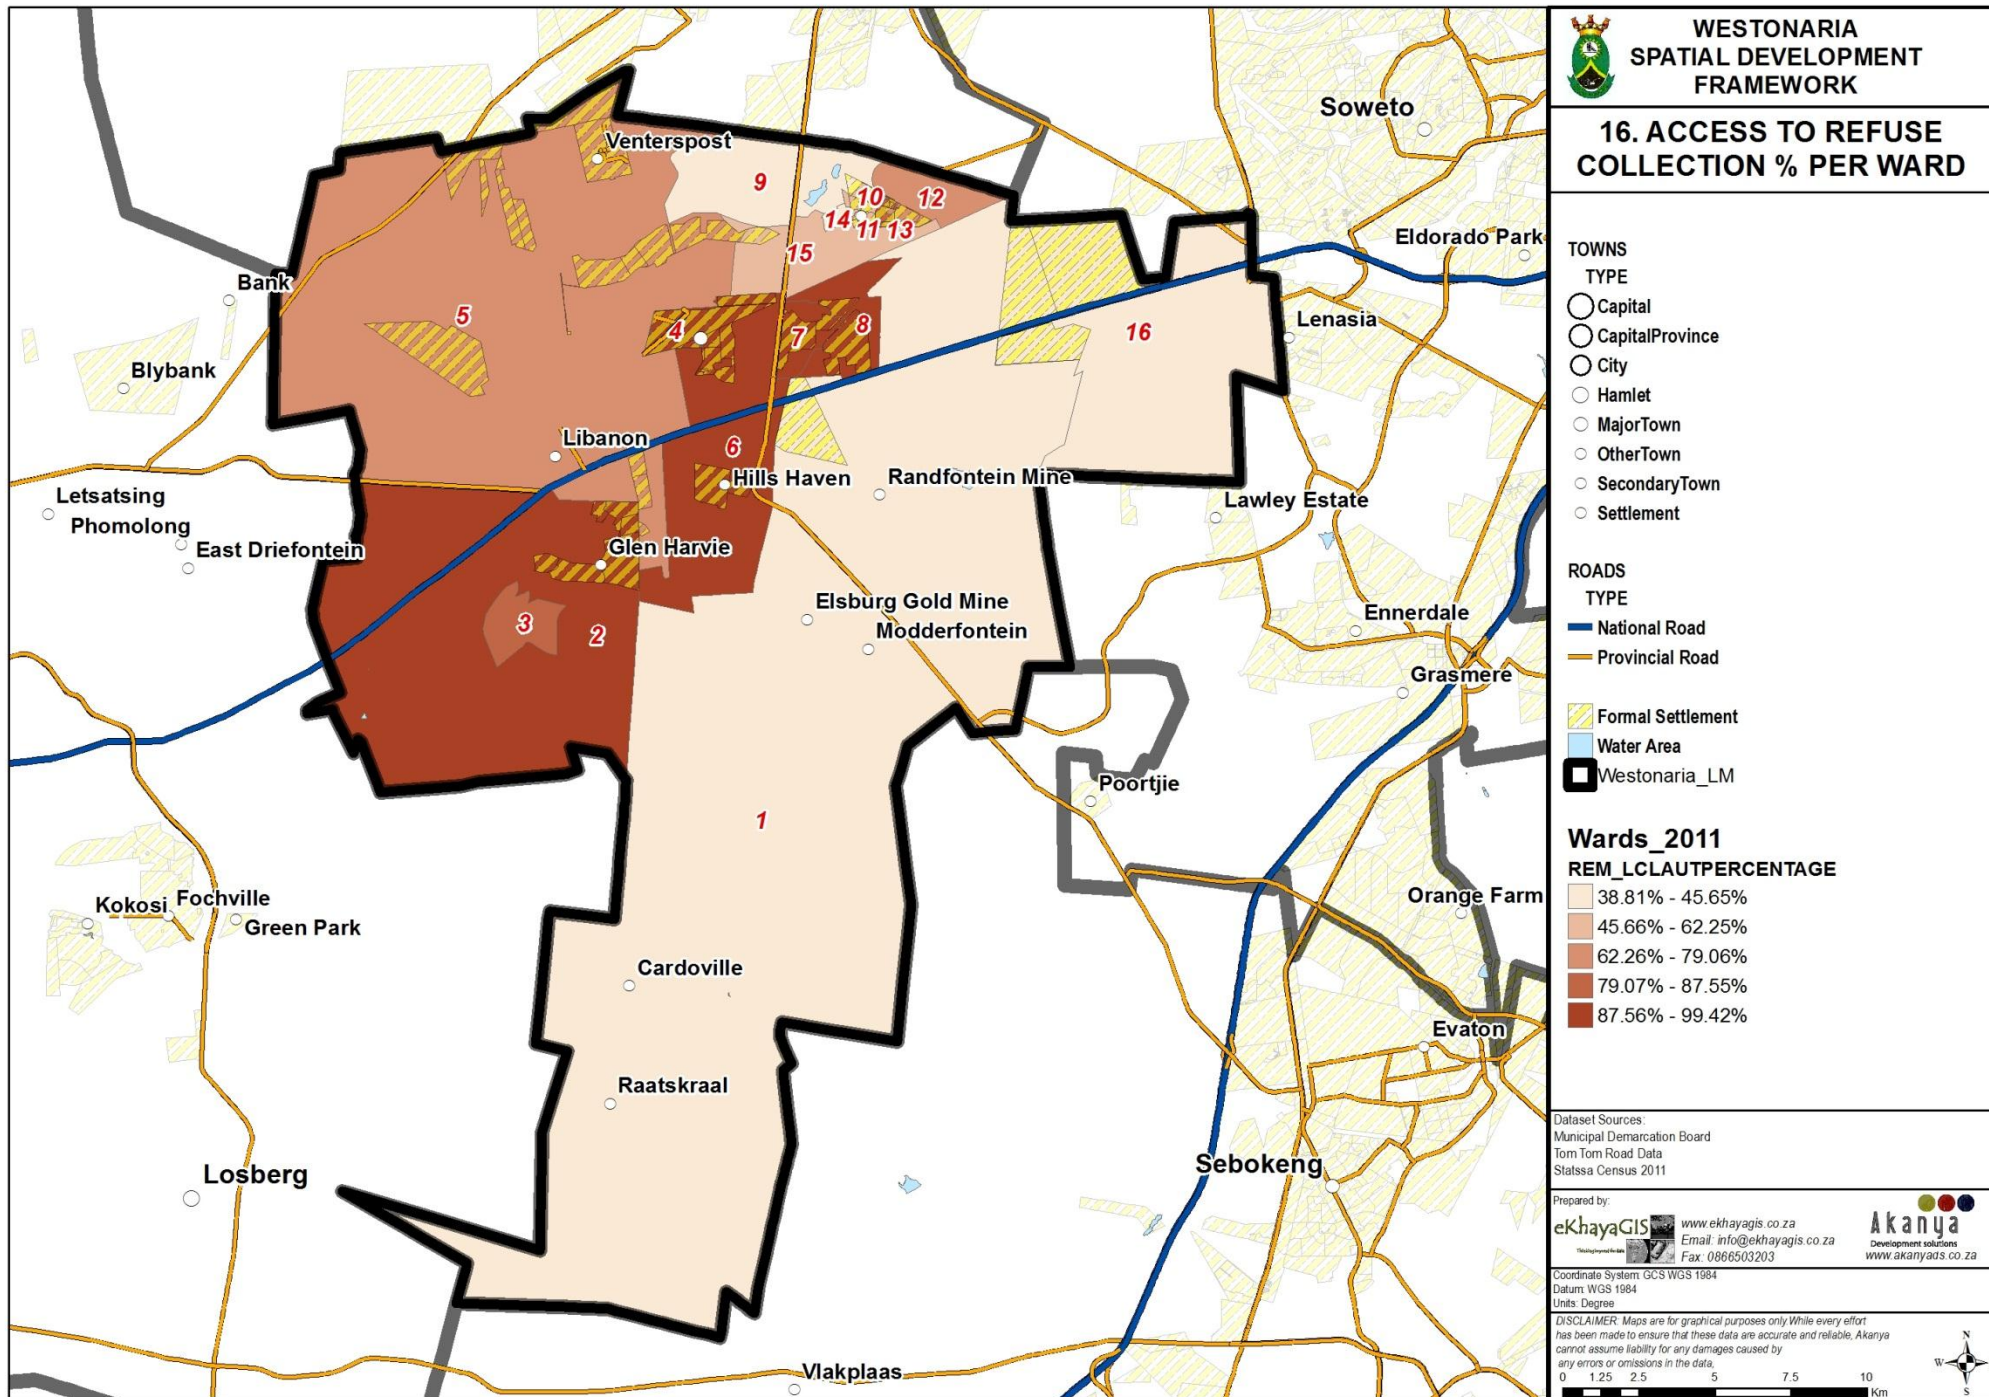 Soweto
Venterspost
9
10
12
14
11
13
Eldorado Park
15
Bank
5
Lenasia
4
7
8
16
Blybank
Libanon
6
Hills Haven
Randfontein Mine
Letsatsing
Lawley Estate
Phomolong
East Driefontein
Glen Harvie
Elsburg Gold Mine
Ennerdale
3
2
Modderfontein
Grasmere
Poortjie
1
Kokosi
Fochville
Orange Farm
Green Park
Cardoville
Evaton
Raatskraal
Losberg
Sebokeng
Vlakplaas
WESTONARIA
SPATIAL DEVELOPMENT
FRAMEWORK
16. ACCESS TO REFUSE
COLLECTION % PER WARD
TOWNS
TYPE
Capital
CapitalProvince
City
Hamlet
MajorTown
OtherTown
SecondaryTown
Settlement
ROADS
TYPE
National Road
Provincial Road
Formal Settlement
Water Area
Westonaria_LM
Wards_2011
REM_LCLAUTPERCENTAGE
38.81% - 45.65%
45.66% - 62.25%
62.26% - 79.06%
79.07% - 87.55%
87.56% - 99.42%
Dataset Sources:
Municipal Demarcation Board
Tom Tom Road Data
Statssa Census 2011
Prepared by:
eKhayaGIS
www.ekhayagis.co.za
Email: info@ekhayagis.co.za
Fax: 0866503203
Akanya
Development solutions
www.akanyads.co.za
Coordinate System: GCS WGS 1984
Datum: WGS 1984
Units: Degree
DISCLAIMER: Maps are for graphical purposes only.While every effort
has been made to ensure that these data are accurate and reliable, Akanya
cannot assume liability for any damages caused by
any errors or omissions in the data,
N
W
S
0 1.25 2.5 5 7.5 10
Km